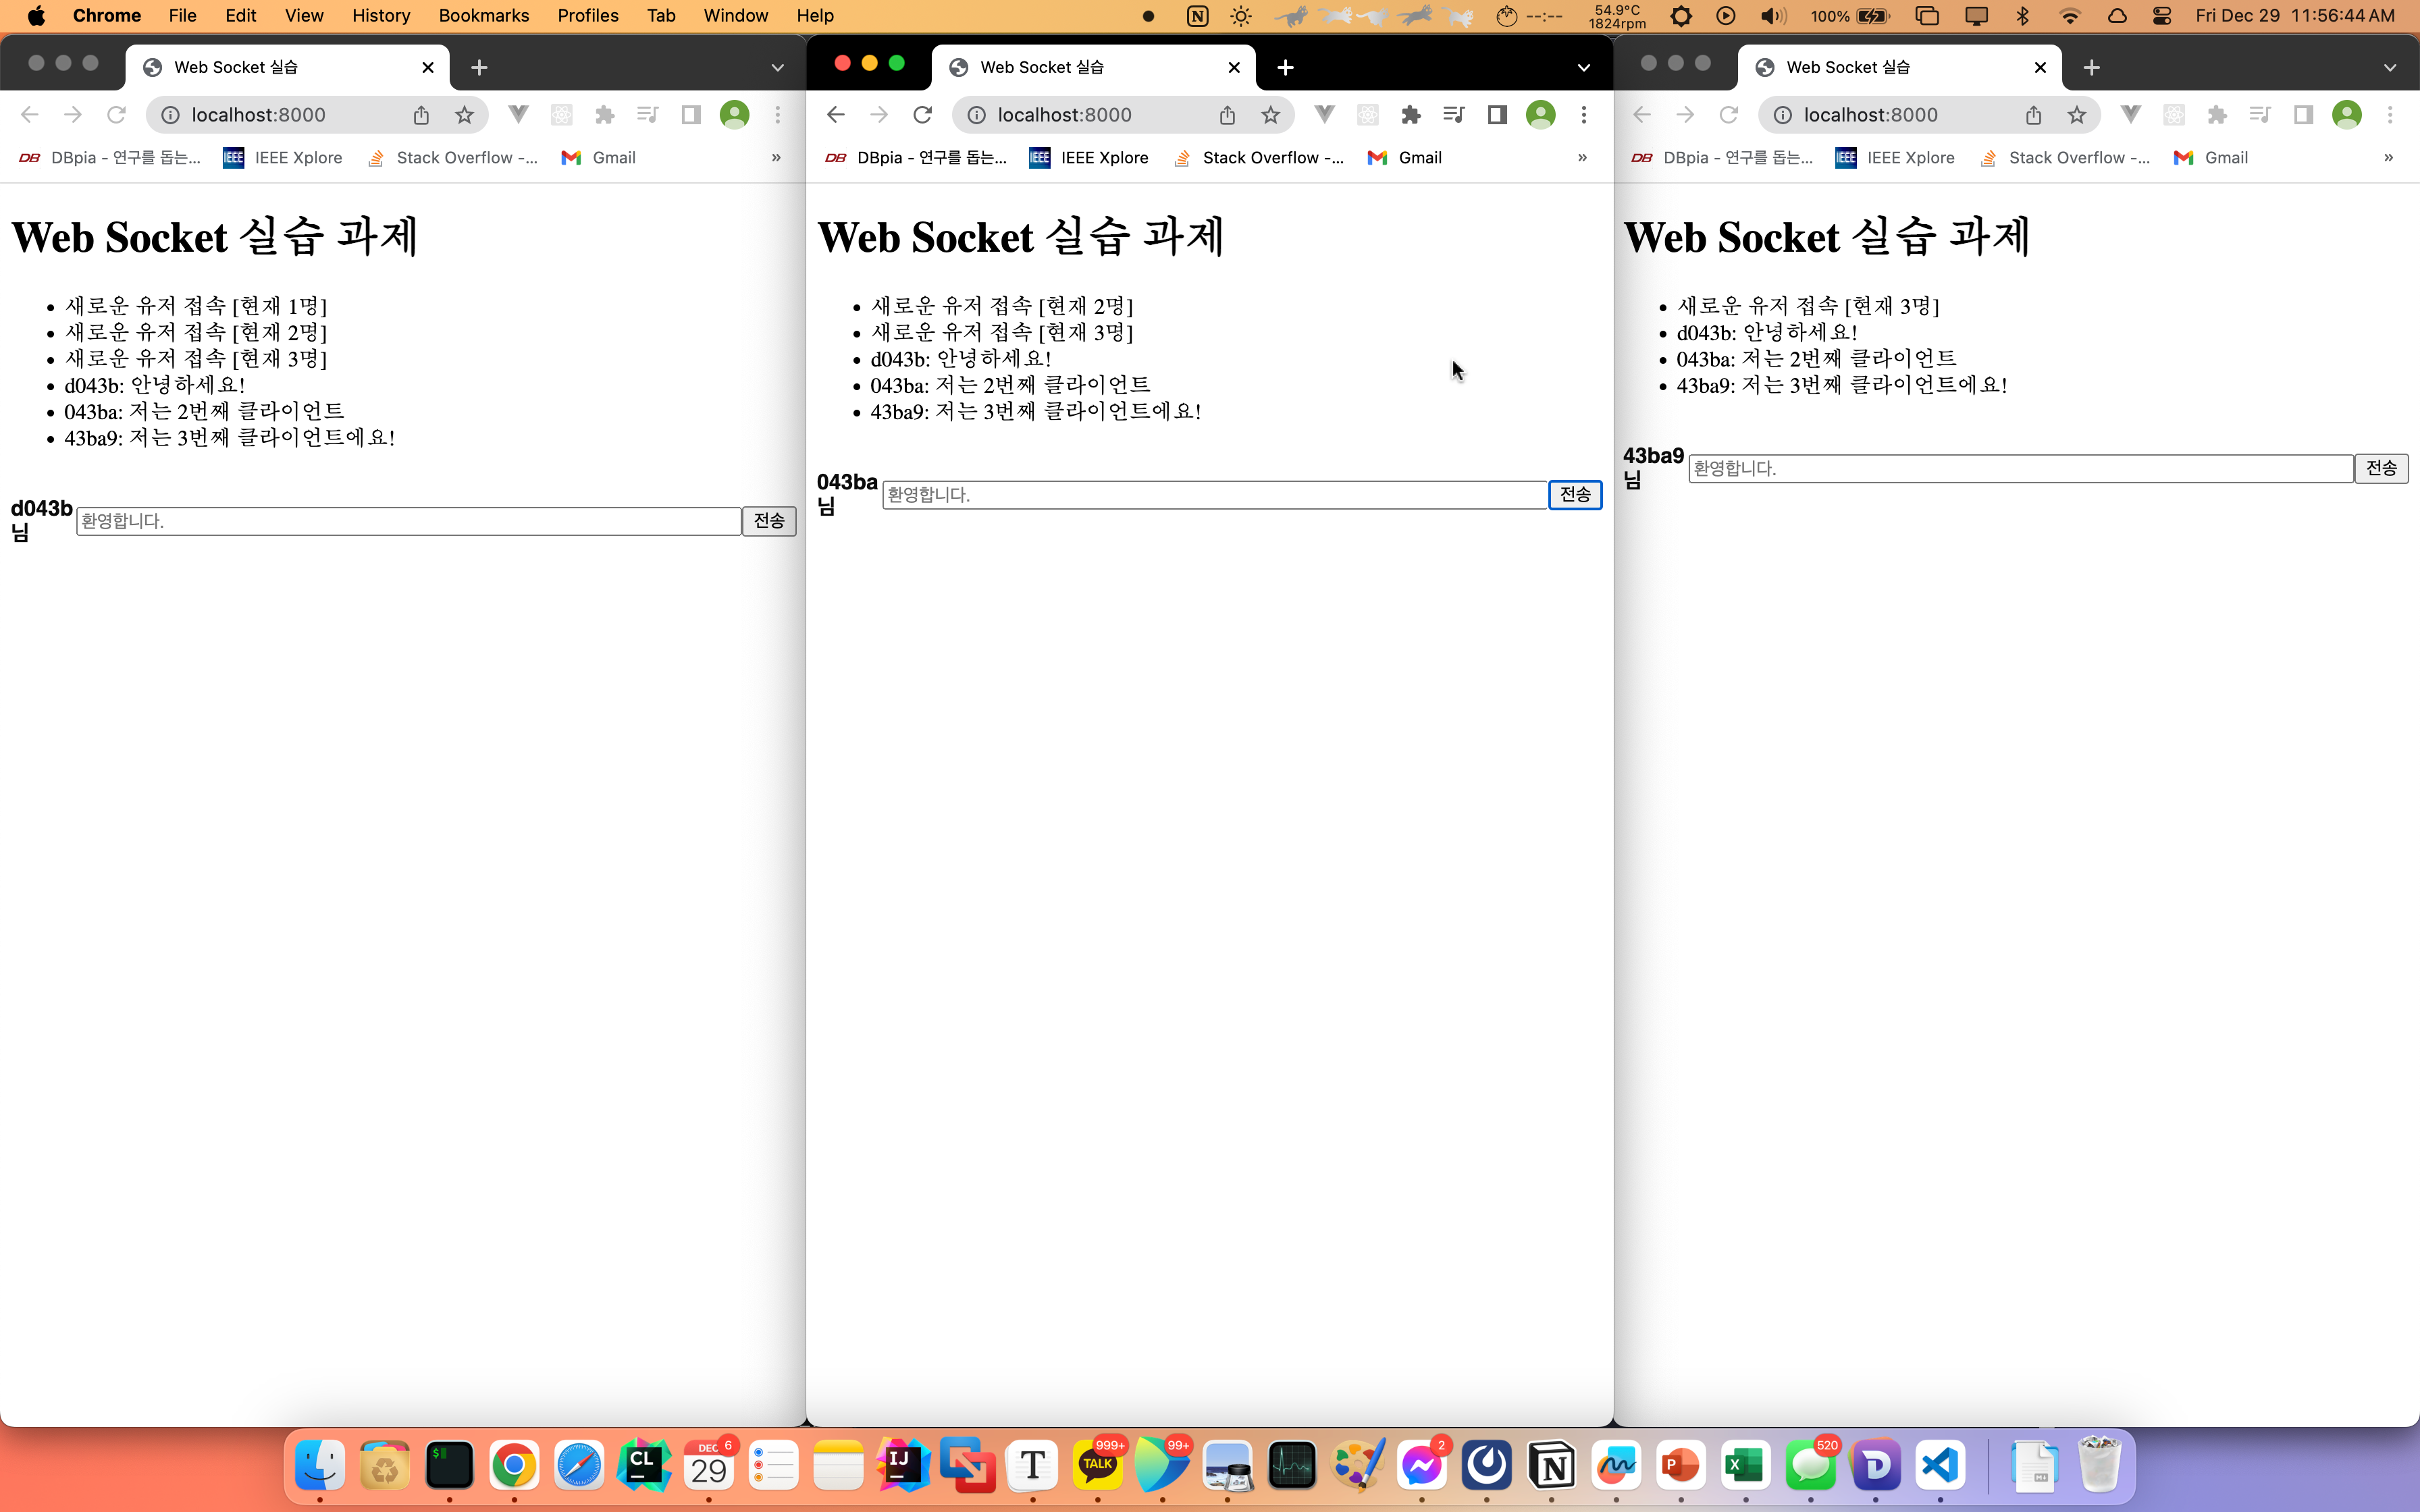 Chrome File Edit View History Bookmarks Profiles Tab Window Help
N --:-- 54.9°C 1824rpm 100% Fri Dec 29 11:56:44 AM
Web Socket 실습
localhost:8000
DB DBpia - 연구를 돕는... IEEE IEEE Xplore Stack Overflow -... Gmail »
Web Socket 실습 과제
새로운 유저 접속 [현재 1명]
새로운 유저 접속 [현재 2명]
새로운 유저 접속 [현재 3명]
d043b: 안녕하세요!
043ba: 저는 2번째 클라이언트
43ba9: 저는 3번째 클라이언트에요!
d043b
님 환영합니다. 전송
Web Socket 실습
localhost:8000
DB DBpia - 연구를 돕는... IEEE IEEE Xplore Stack Overflow -... Gmail »
Web Socket 실습 과제
새로운 유저 접속 [현재 2명]
새로운 유저 접속 [현재 3명]
d043b: 안녕하세요!
043ba: 저는 2번째 클라이언트
43ba9: 저는 3번째 클라이언트에요!
043ba
님 환영합니다. 전송
Web Socket 실습
localhost:8000
DB DBpia - 연구를 돕는... IEEE IEEE Xplore Stack Overflow -... Gmail »
Web Socket 실습 과제
새로운 유저 접속 [현재 3명]
d043b: 안녕하세요!
043ba: 저는 2번째 클라이언트
43ba9: 저는 3번째 클라이언트에요!
43ba9
님 환영합니다. 전송
$ CL DEC 6 29 IJ T 999+ TALK 99+ 2 N P X 520 D